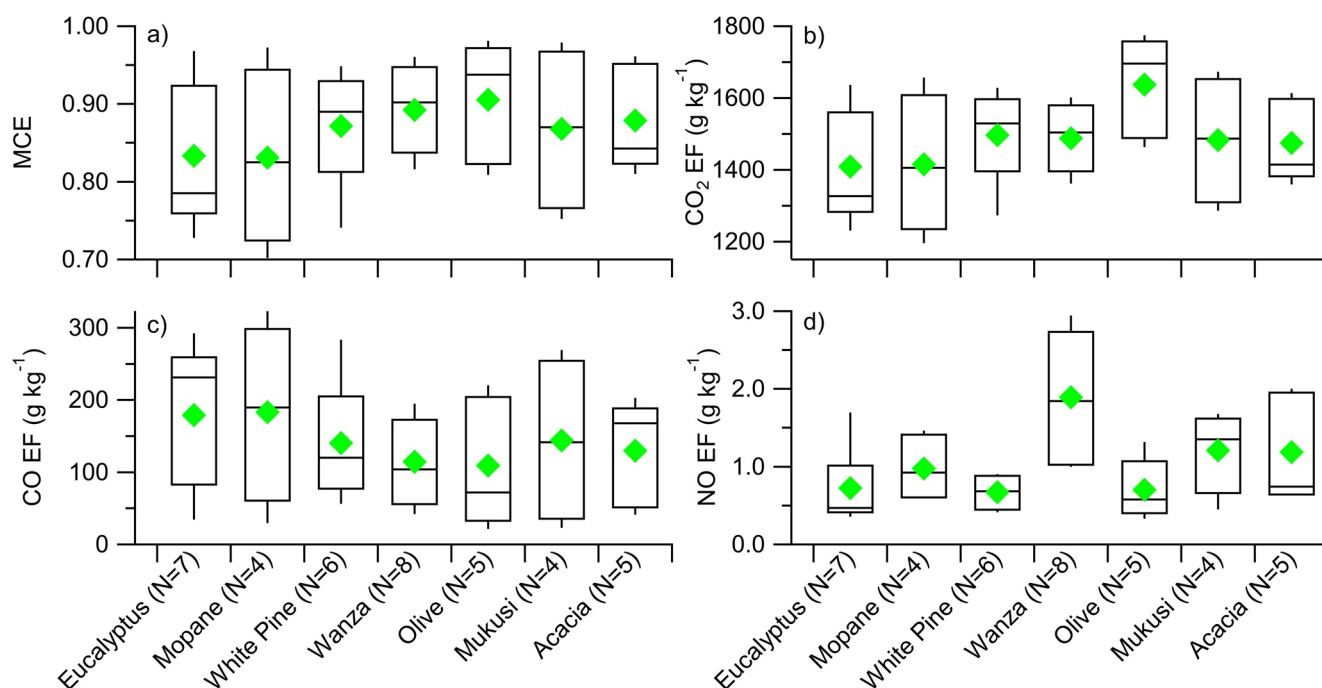 a)
MCE
1.00
0.90
0.80
0.70
b)
CO₂ EF (g kg⁻¹)
1800
1600
1400
1200
c)
CO EF (g kg⁻¹)
300
200
100
0
d)
NO EF (g kg⁻¹)
3.0
2.0
1.0
0.0
Eucalyptus (N=7)
Mopane (N=4)
White Pine (N=6)
Wanza (N=8)
Olive (N=5)
Mukusi (N=4)
Acacia (N=5)
Eucalyptus (N=7)
Mopane (N=4)
White Pine (N=6)
Wanza (N=8)
Olive (N=5)
Mukusi (N=4)
Acacia (N=5)